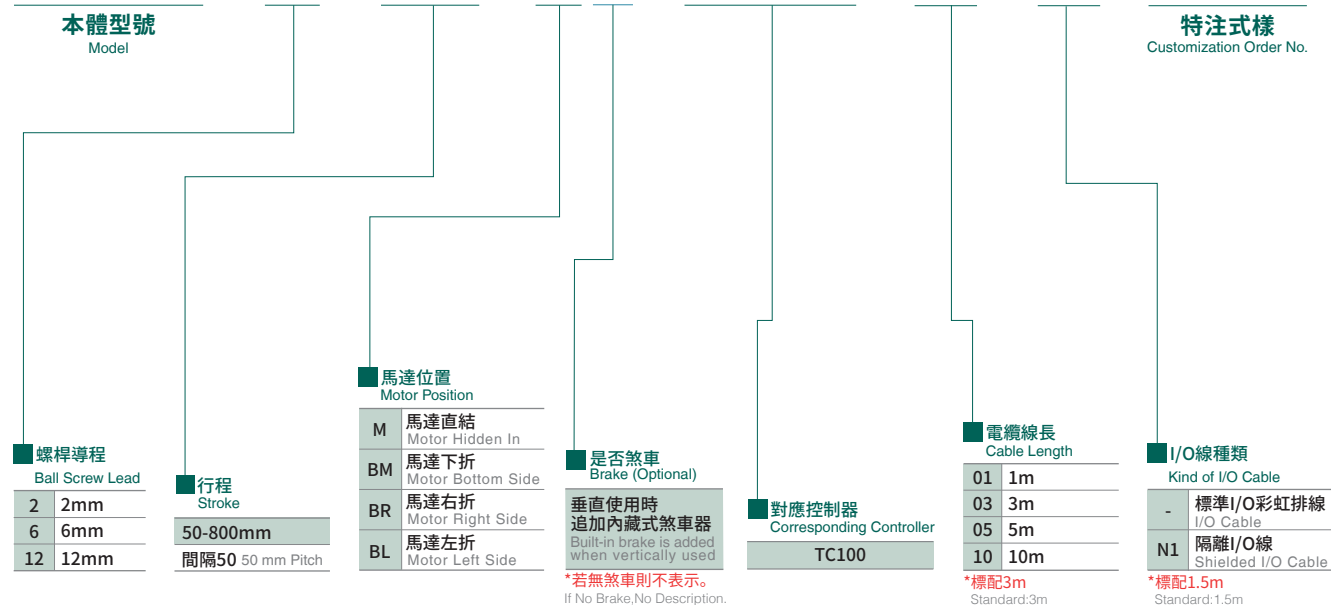 本體型號
Model
特注式樣
Customization Order No.
螺桿導程
Ball Screw Lead
2 2mm
6 6mm
12 12mm
行程
Stroke
50-800mm
間隔50 50 mm Pitch
馬達位置
Motor Position
M 馬達直結
Motor Hidden In
BM 馬達下折
Motor Bottom Side
BR 馬達右折
Motor Right Side
BL 馬達左折
Motor Left Side
是否煞車
Brake (Optional)
垂直使用時
追加內藏式煞車器
Built-in brake is added
when vertically used
*若無煞車則不表示。
If No Brake,No Description.
對應控制器
Corresponding Controller
TC100
電纜線長
Cable Length
01 1m
03 3m
05 5m
10 10m
*標配3m
Standard:3m
I/O線種類
Kind of I/O Cable
- 標準I/O彩虹排線
I/O Cable
N1 隔離I/O線
Shielded I/O Cable
*標配1.5m
Standard:1.5m